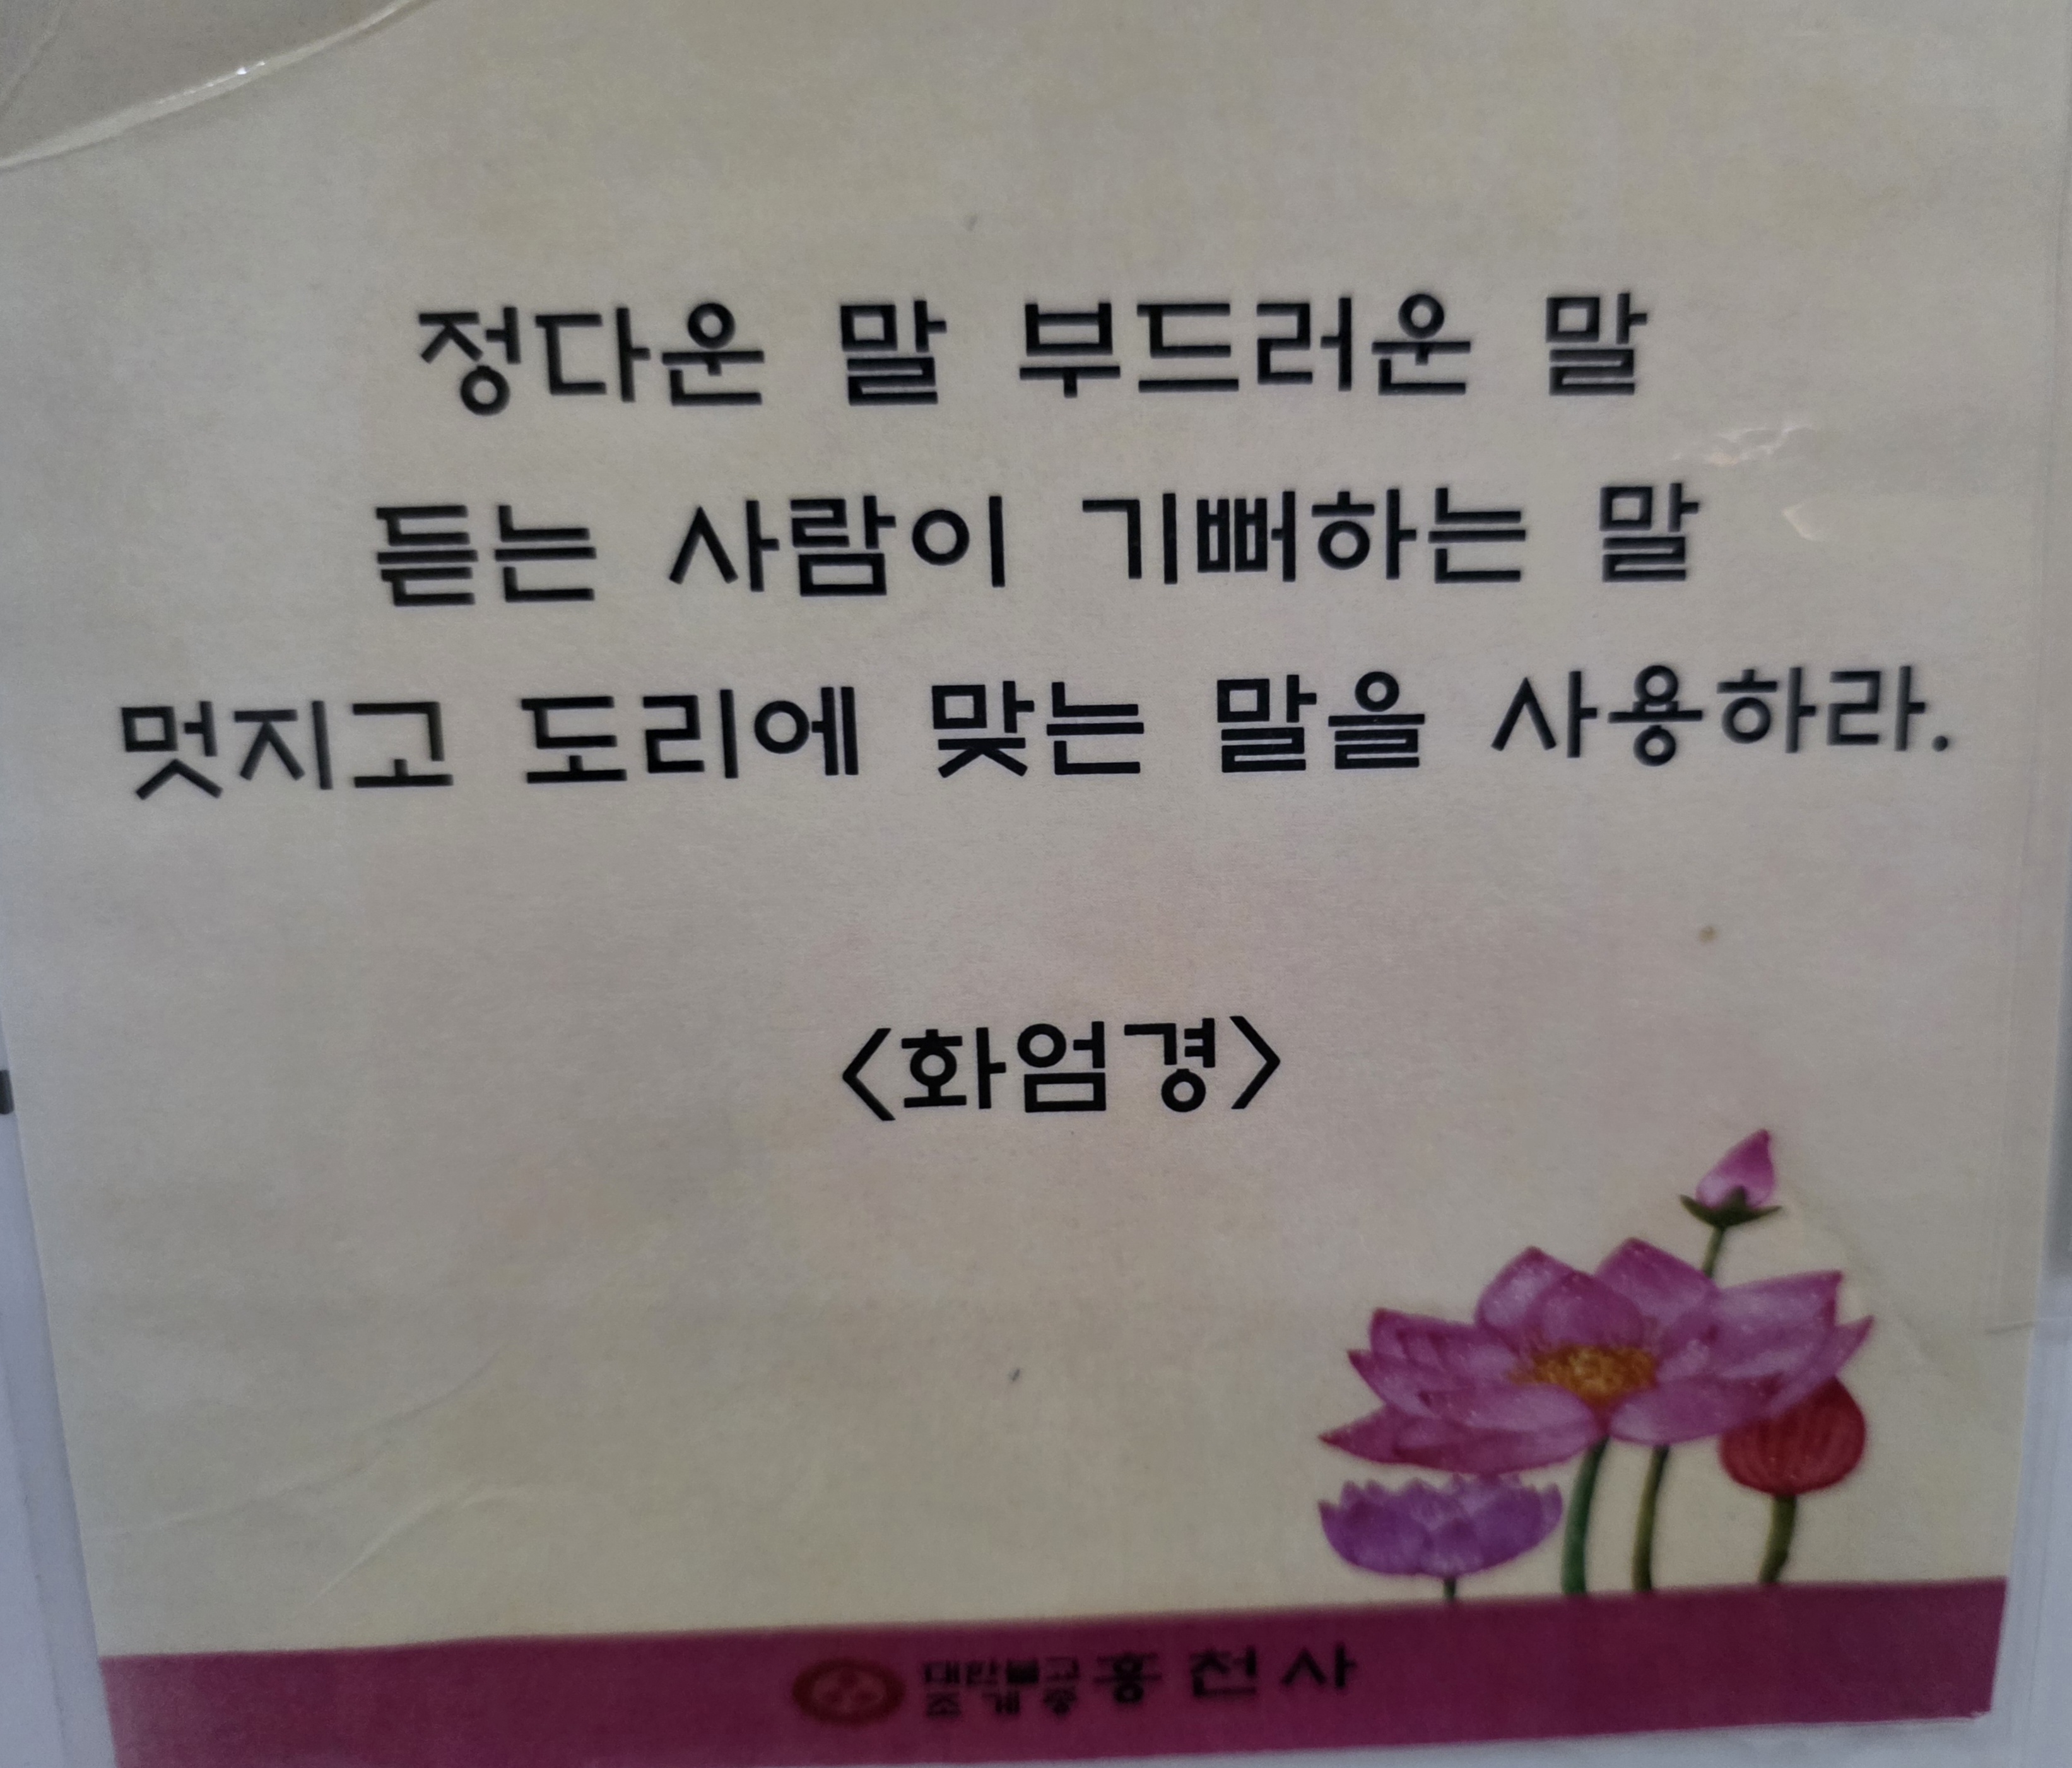 정다운 말 부드러운 말
듣는 사람이 기뻐하는 말
멋지고 도리에 맞는 말을 사용하라.
<화엄경>
대한불교
조계종
흥천사